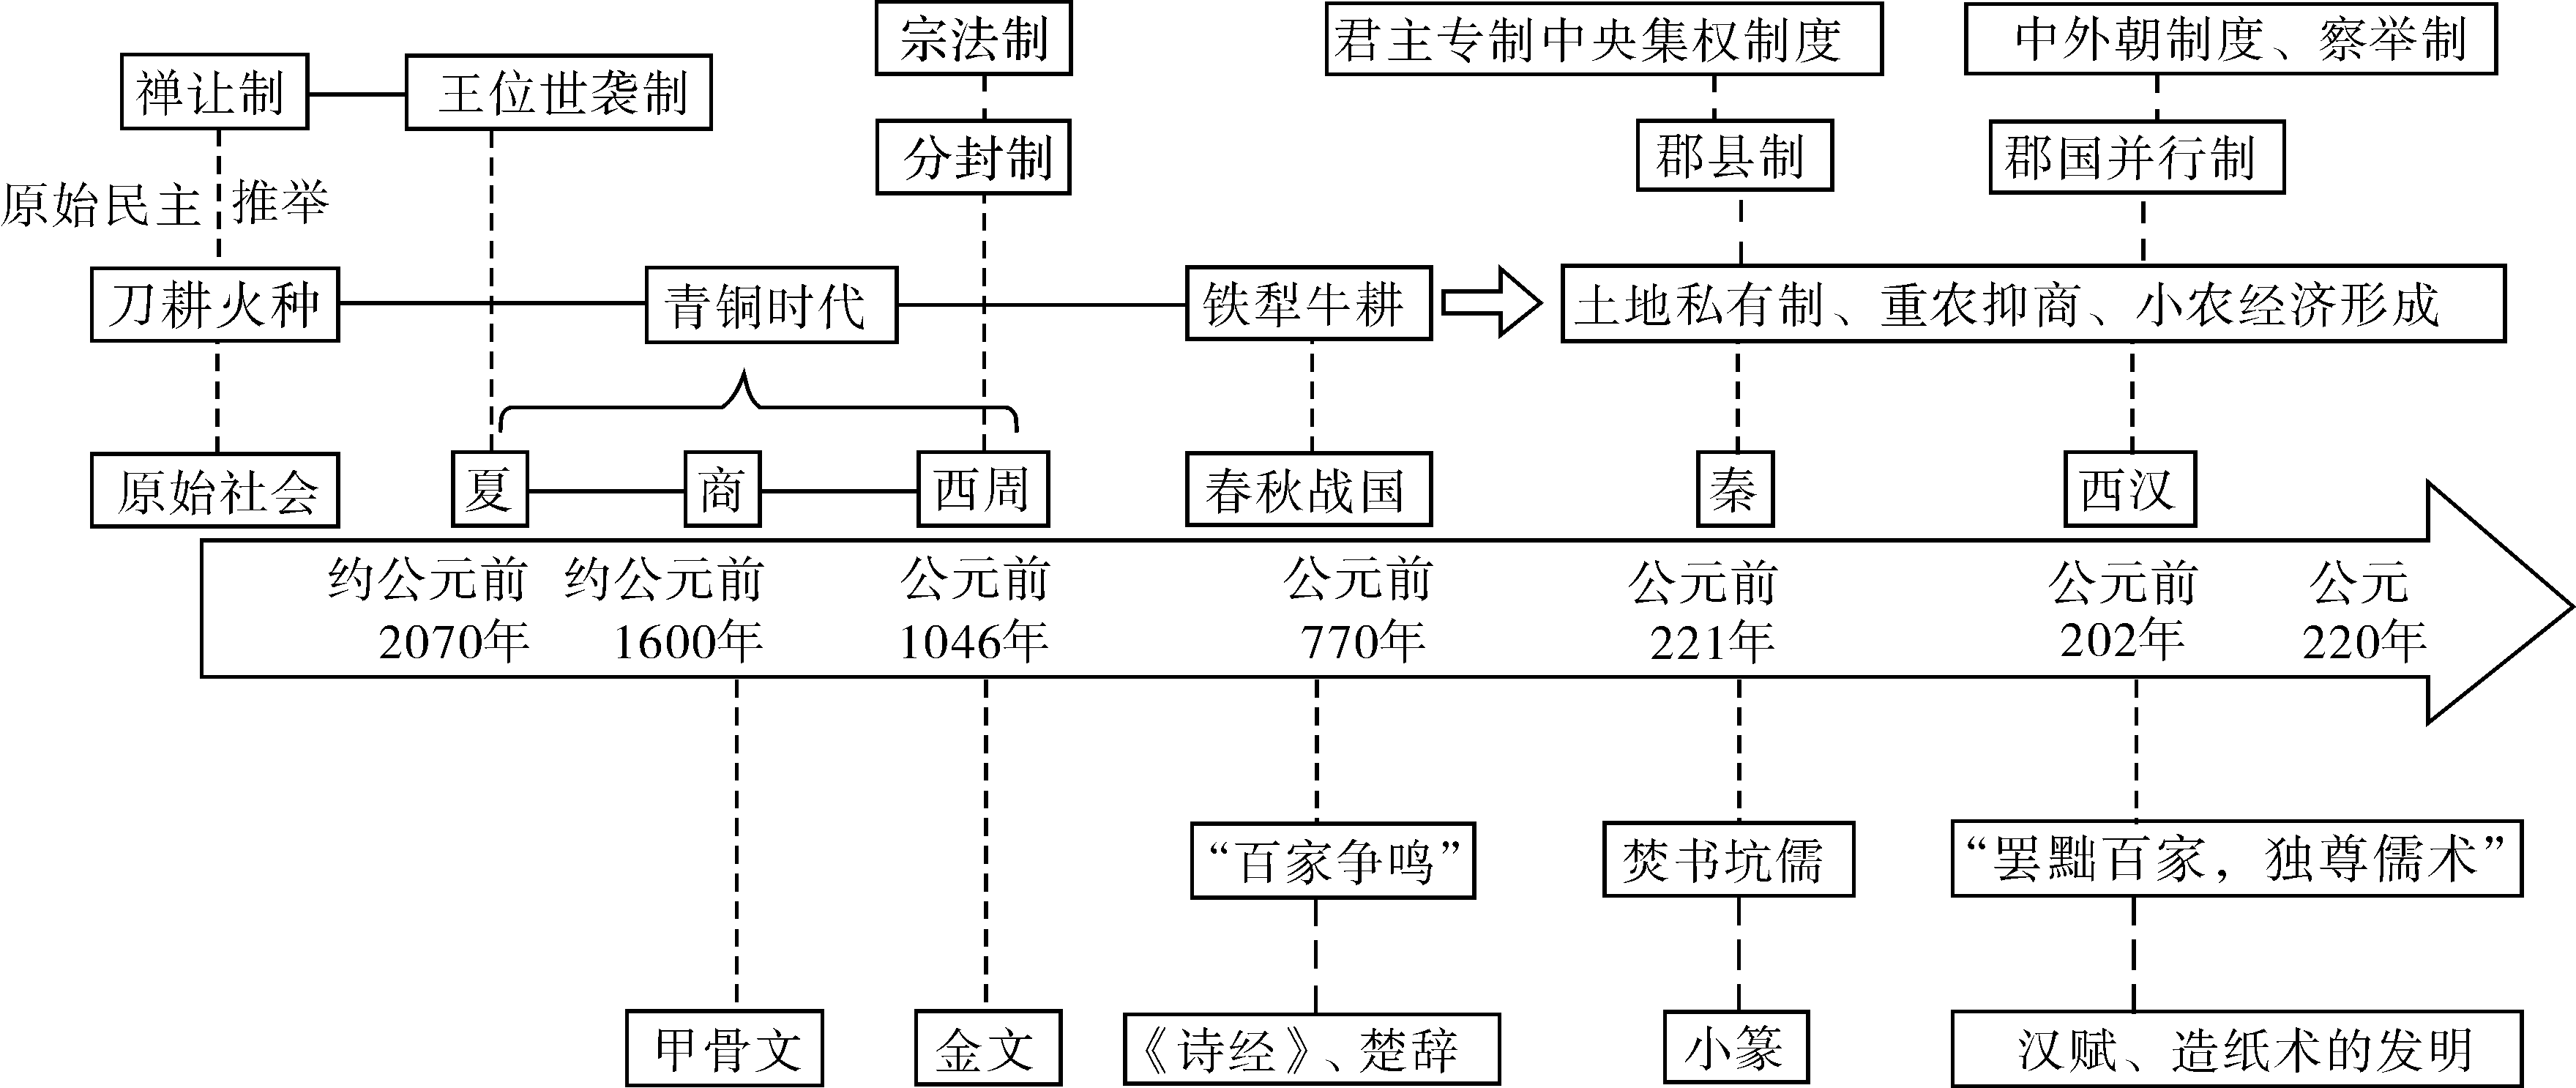 宗法制
君主专制中央集权制度
中外朝制度、察举制
禅让制
王位世袭制
分封制
郡县制
郡国并行制
原始民主
推举
刀耕火种
青铜时代
铁犁牛耕
土地私有制、重农抑商、小农经济形成
原始社会
夏
商
西周
春秋战国
秦
西汉
约公元前
2070年
约公元前
1600年
公元前
1046年
公元前
770年
公元前
221年
公元前
202年
公元
220年
“百家争鸣”
焚书坑儒
“罢黜百家，独尊儒术”
甲骨文
金文
《诗经》、楚辞
小篆
汉赋、造纸术的发明